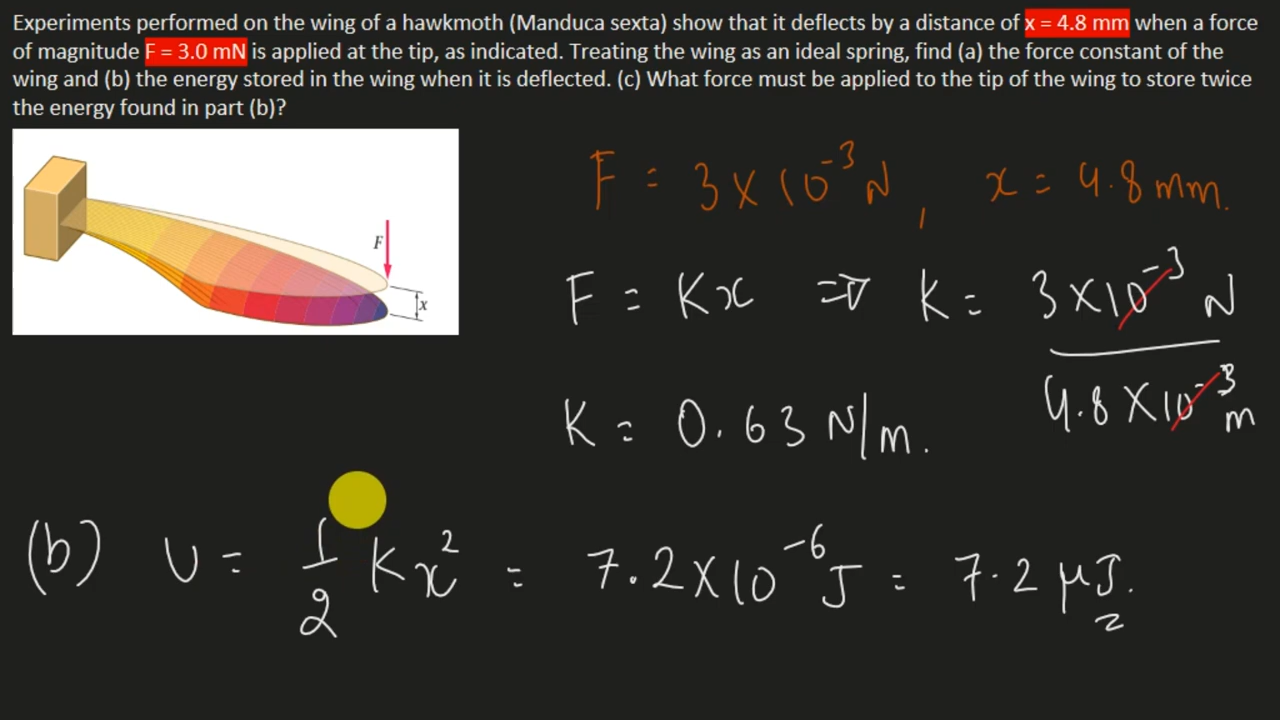 Experiments performed on the wing of a hawkmoth (Manduca sexta) show that it deflects by a distance of x = 4.8 mm when a force
of magnitude F = 3.0 mN is applied at the tip, as indicated. Treating the wing as an ideal spring, find (a) the force constant of the
wing and (b) the energy stored in the wing when it is deflected. (c) What force must be applied to the tip of the wing to store twice
the energy found in part (b)?
F
x
F = 3 × 10⁻³ N, x = 4.8 mm.
F = Kx ⇒ K = 3 × 10⁻³ N
4.8 × 10⁻³ m
K = 0.63 N/m.
(b) U = 1/2 Kx² = 7.2 × 10⁻⁶ J = 7.2 μJ.